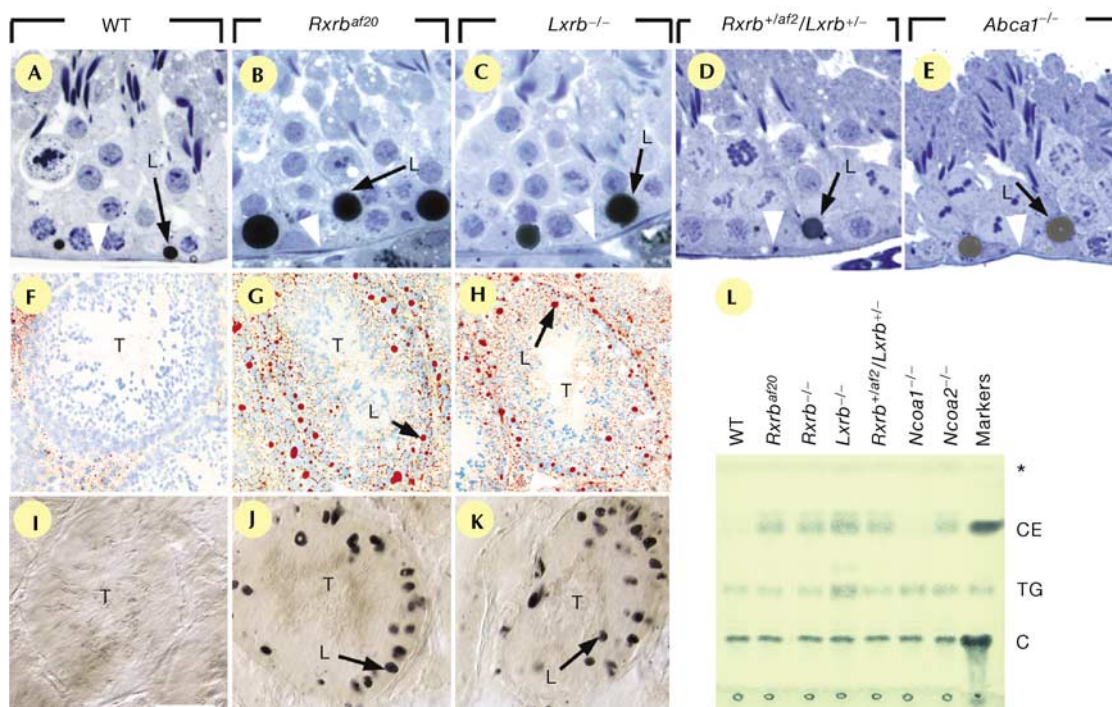 WT Rxrbaf20 Lxrb−/− Rxrb+/af2/Lxrb+/− Abca1−/−
A B C D E
L L L L L
F G H
T T T
L L
L
WT Rxrbaf20 Rxrb−/− Lxrb−/− Rxrb+/af2/Lxrb+/− Ncoa1−/− Ncoa2−/− Markers
*
CE
TG
C
I J K
T T T
L L